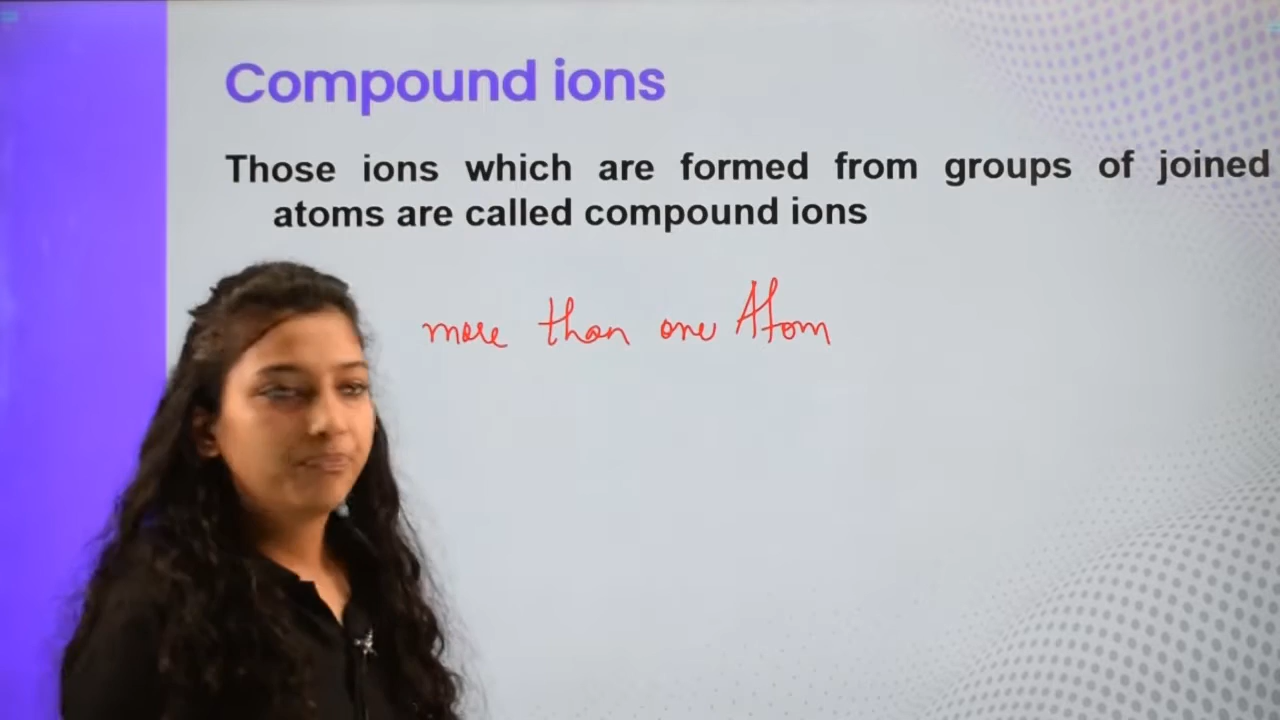 Compound ions
Those ions which are formed from groups of joined
atoms are called compound ions
more than one Atom